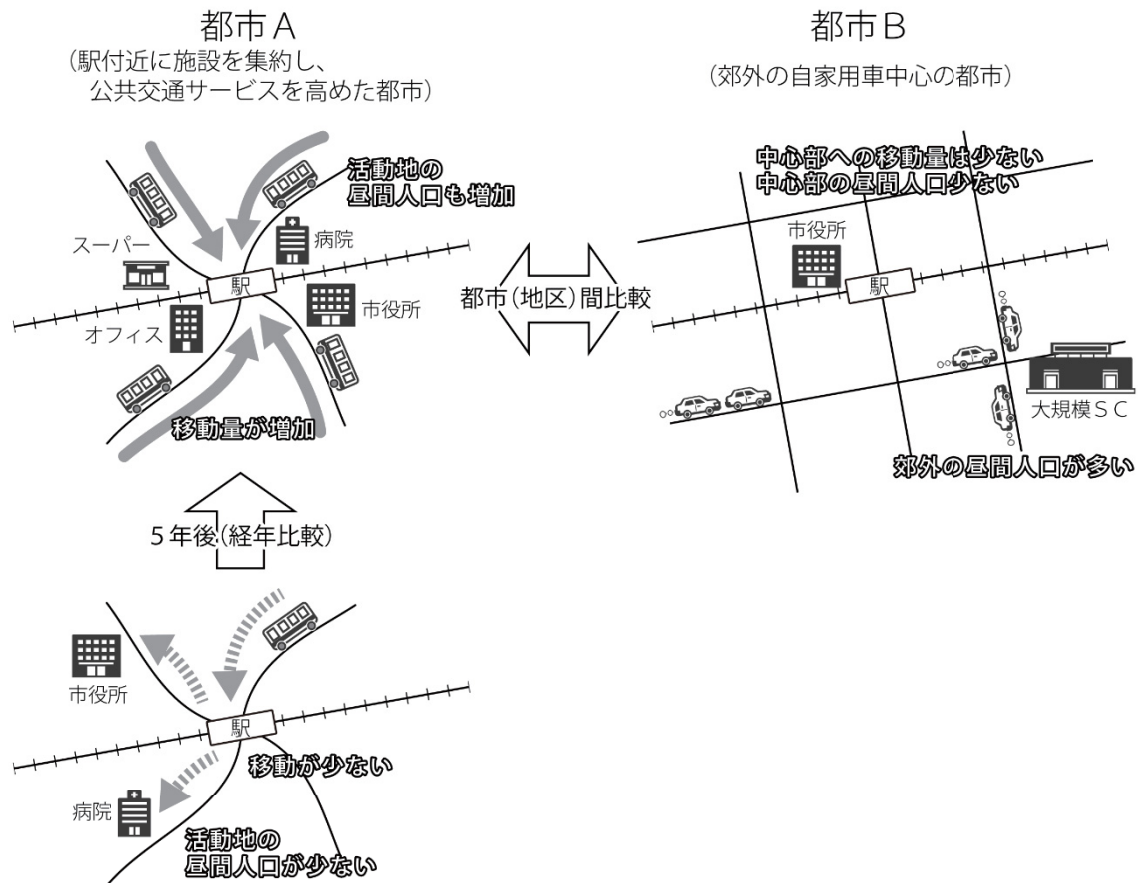 都市A
(駅付近に施設を集約し、
公共交通サービスを高めた都市)
活動地の
昼間人口も増加
病院
スーパー
駅
市役所
オフィス
移動量が増加
都市(地区)間比較
都市B
(郊外の自家用車中心の都市)
中心部への移動量は少ない
中心部の昼間人口少ない
市役所
駅
大規模SC
郊外の昼間人口が多い
5年後(経年比較)
市役所
駅
移動が少ない
病院
活動地の
昼間人口が少ない